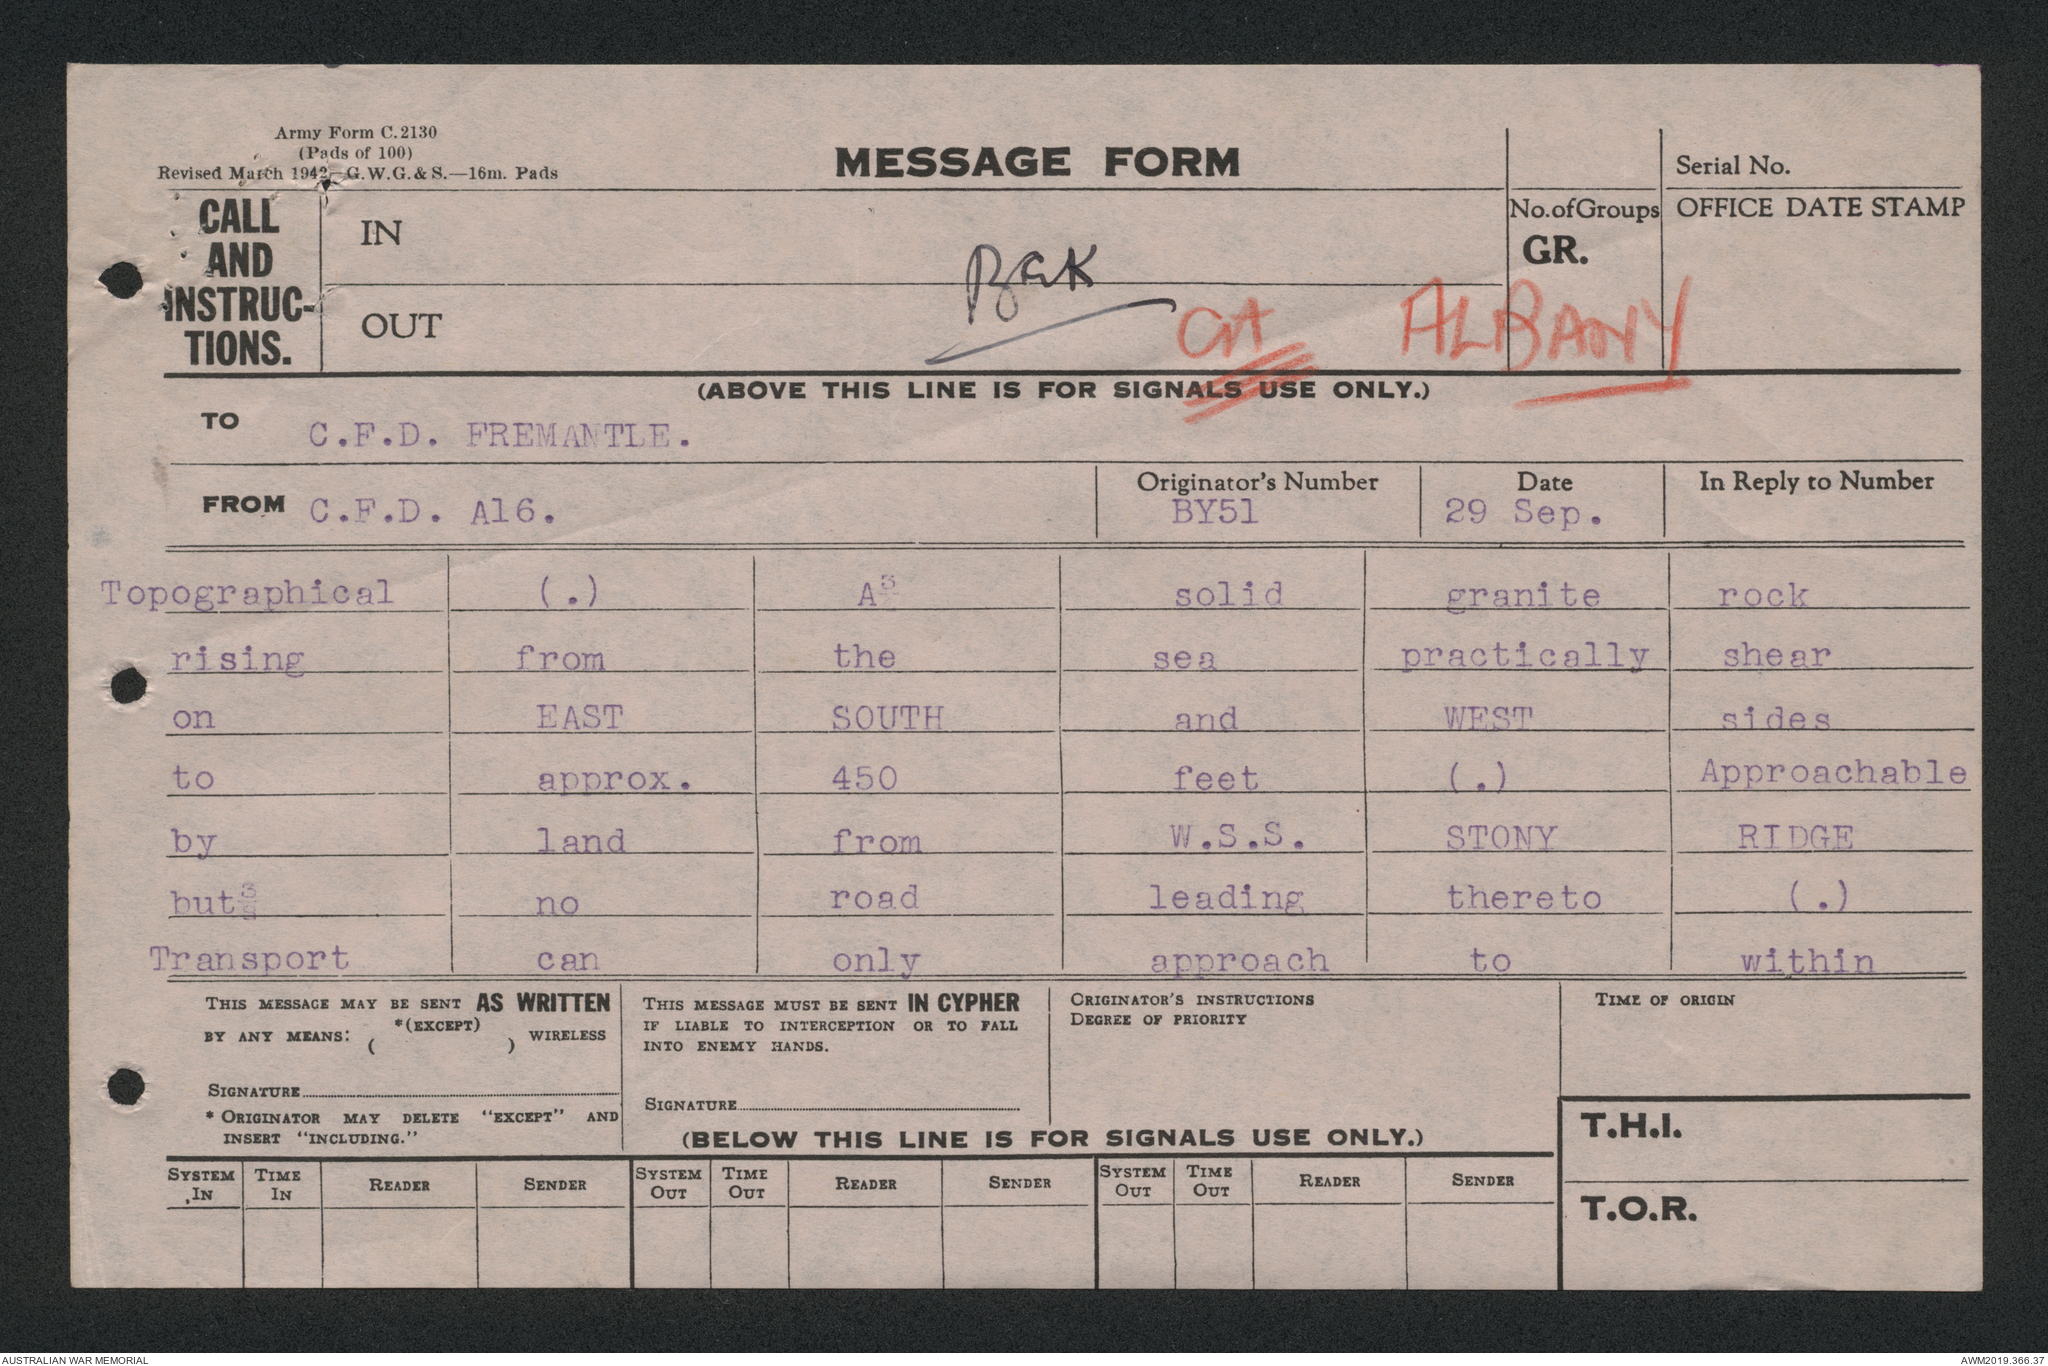 Army Form C.2130
(Pads of 100)
Revised March 1942—G.W.G. & S.—16m. Pads
MESSAGE FORM
Serial No.
CALL AND INSTRUC-TIONS.
IN
OUT
No. of Groups
GR.
OFFICE DATE STAMP
ALBANY
(ABOVE THIS LINE IS FOR SIGNALS USE ONLY.)
TO C.F.D. FREMANTLE.
FROM C.F.D. A16.
Originator's Number BY51
Date 29 Sep.
In Reply to Number
Topographical (.) A3 solid granite rock
rising from the sea practically shear
on EAST SOUTH and WEST sides
to approx. 450 feet (.) Approachable
by land from W.S.S. STONY RIDGE
but no road leading thereto (.)
Transport can only approach to within
THIS MESSAGE MAY BE SENT AS WRITTEN
BY ANY MEANS: *(EXCEPT) ( ) WIRELESS
SIGNATURE
* ORIGINATOR MAY DELETE "EXCEPT" AND
INSERT "INCLUDING."
THIS MESSAGE MUST BE SENT IN CYPHER
IF LIABLE TO INTERCEPTION OR TO FALL
INTO ENEMY HANDS.
SIGNATURE
ORIGINATOR'S INSTRUCTIONS
DEGREE OF PRIORITY
TIME OF ORIGIN
T.H.I.
T.O.R.
(BELOW THIS LINE IS FOR SIGNALS USE ONLY.)
SYSTEM IN TIME IN READER SENDER SYSTEM OUT TIME OUT READER SENDER SYSTEM OUT TIME OUT READER SENDER
AUSTRALIAN WAR MEMORIAL
AWM2019.366.37